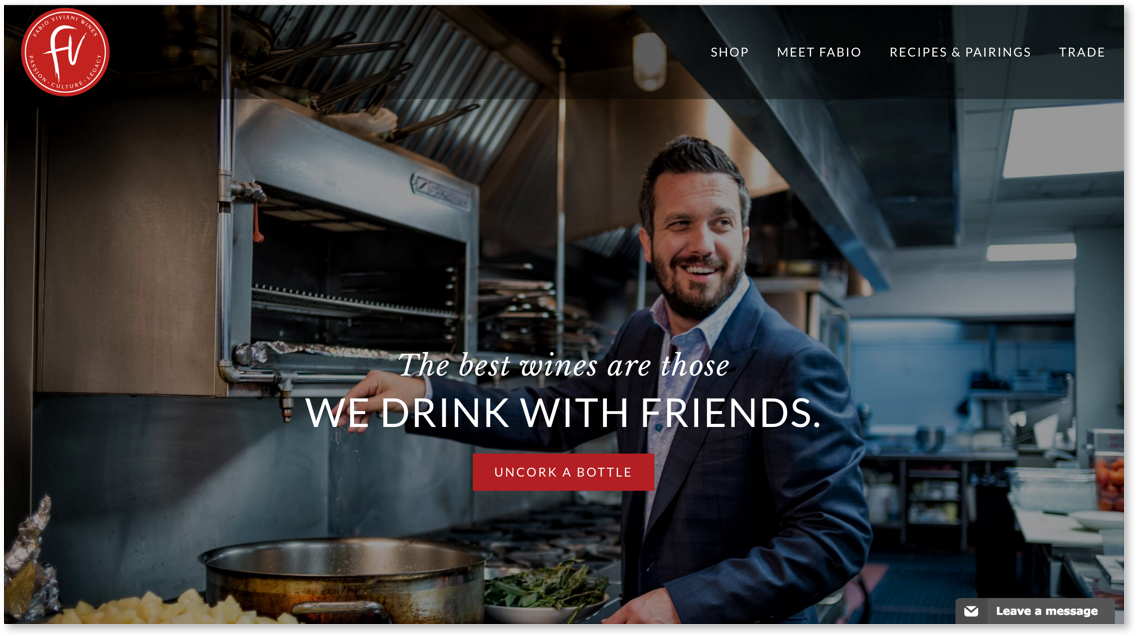 FABIO VIVIANI WINES
fv
PASSION · CULTURE · LEGACY
SHOP MEET FABIO RECIPES & PAIRINGS TRADE
The best wines are those
WE DRINK WITH FRIENDS.
UNCORK A BOTTLE
Leave a message